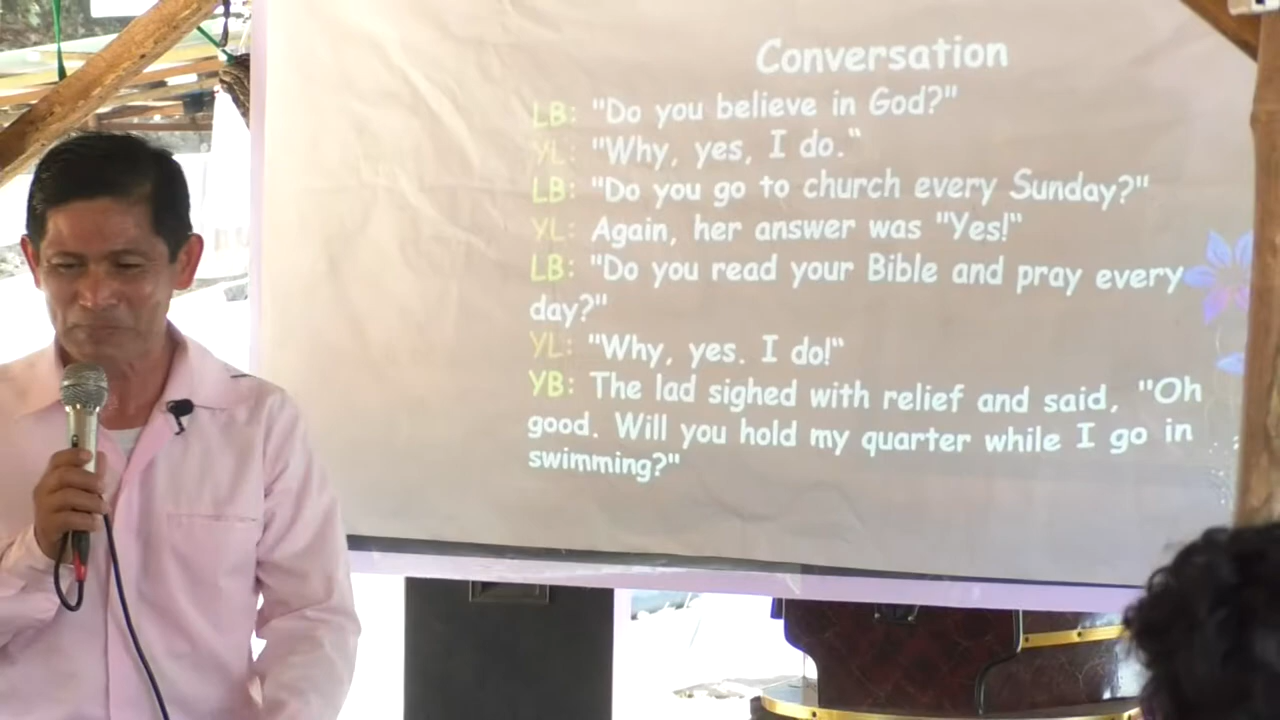 Conversation
LB: "Do you believe in God?"
YL: "Why, yes, I do."
LB: "Do you go to church every Sunday?"
YL: Again, her answer was "Yes!"
LB: "Do you read your Bible and pray every
day?"
YL: "Why, yes. I do!"
YB: The lad sighed with relief and said, "Oh
good. Will you hold my quarter while I go in
swimming?"